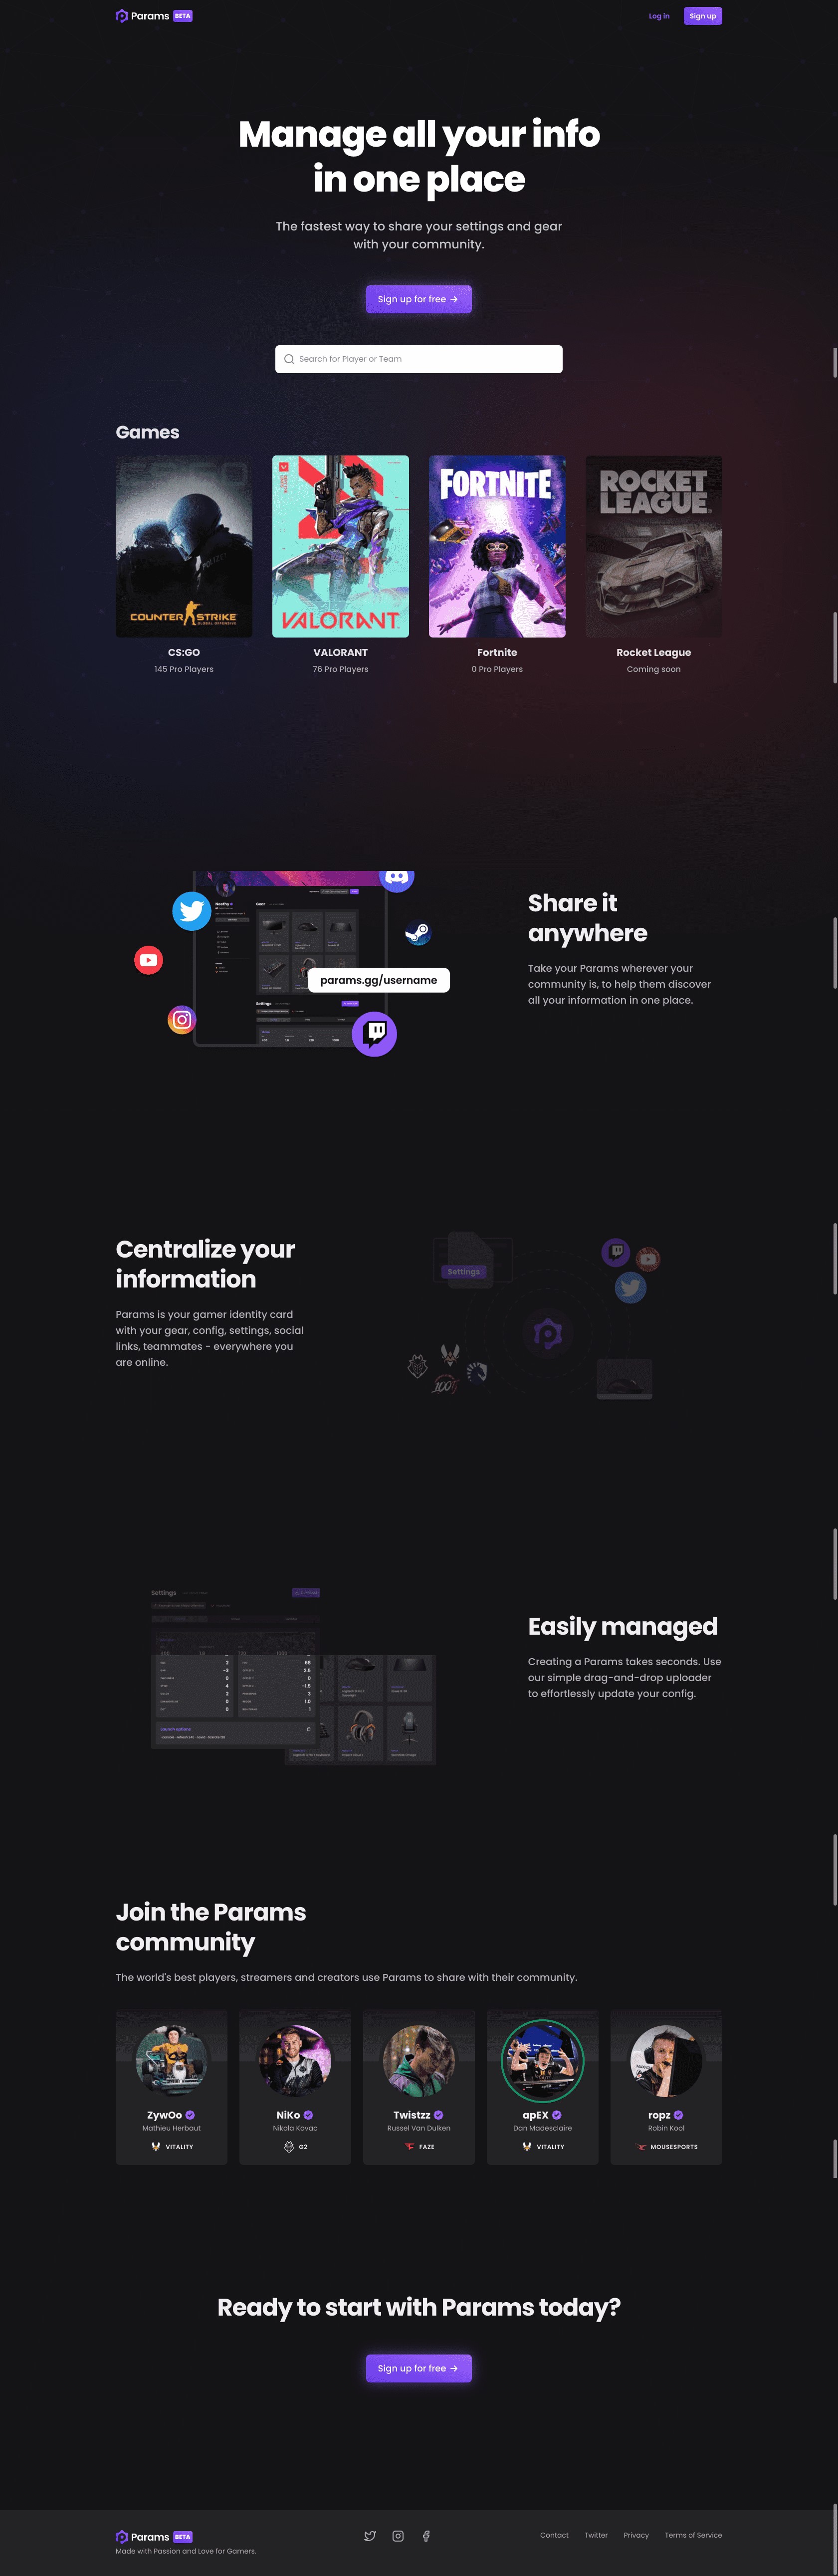 Params BETA
Log in
Sign up
Manage all your info
in one place
The fastest way to share your settings and gear
with your community.
Sign up for free →
Search for Player or Team
Games
CS:GO
COUNTER STRIKE
GLOBAL OFFENSIVE
VALORANT
FORTNITE
ROCKET
LEAGUE
CS:GO
VALORANT
Fortnite
Rocket League
145 Pro Players
76 Pro Players
0 Pro Players
Coming soon
Gear
Settings
params.gg/username
Share it
anywhere
Take your Params wherever your
community is, to help them discover
all your information in one place.
Centralize your
information
Params is your gamer identity card
with your gear, config, settings, social
links, teammates - everywhere you
are online.
Settings
Settings
Launch options
Easily managed
Creating a Params takes seconds. Use
our simple drag-and-drop uploader
to effortlessly update your config.
Join the Params
community
The world's best players, streamers and creators use Params to share with their community.
ZywOo
Mathieu Herbaut
VITALITY
NiKo
Nikola Kovac
G2
Twistzz
Russel Van Dulken
FAZE
apEX
Dan Madesclaire
VITALITY
ropz
Robin Kool
MOUSESPORTS
Ready to start with Params today?
Sign up for free →
Params BETA
Made with Passion and Love for Gamers.
Contact
Twitter
Privacy
Terms of Service